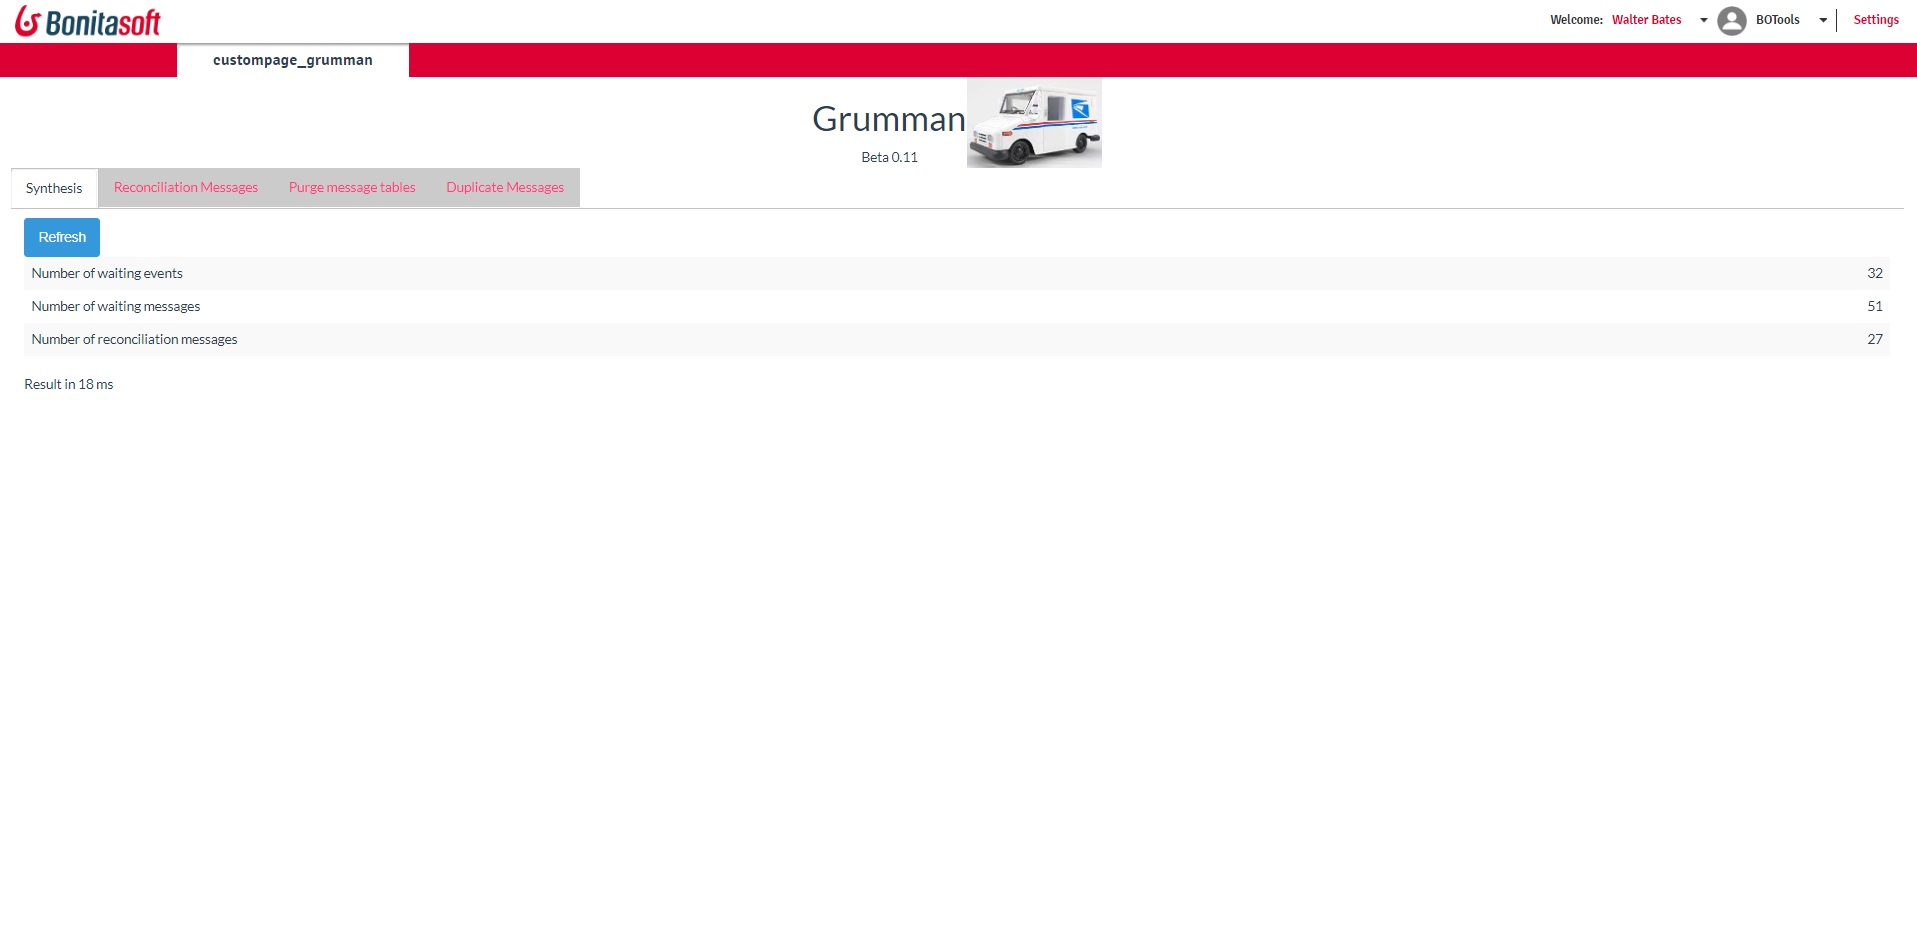 Bonitasoft
Welcome: Walter Bates BOTools Settings
custompage_grumman
Grumman
Beta 0.11
Synthesis Reconciliation Messages Purge message tables Duplicate Messages
Refresh
Number of waiting events 32
Number of waiting messages 51
Number of reconciliation messages 27
Result in 18 ms